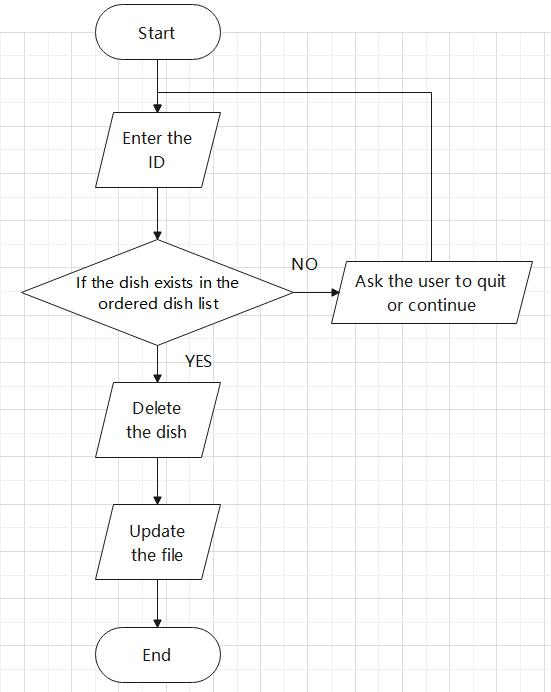 Start
Enter the
ID
If the dish exists in the
ordered dish list
NO
Ask the user to quit
or continue
YES
Delete
the dish
Update
the file
End